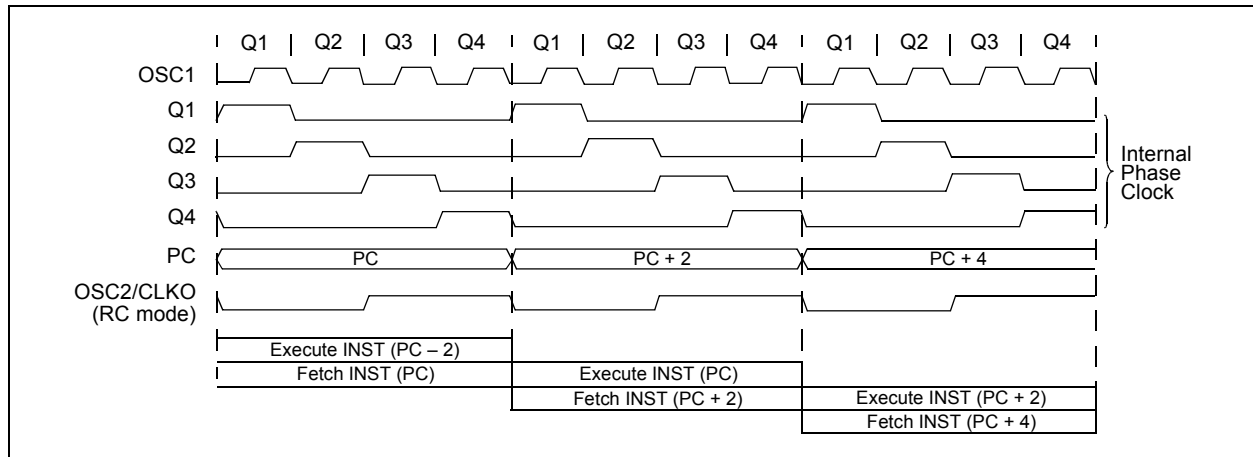 Q1 Q2 Q3 Q4 Q1 Q2 Q3 Q4 Q1 Q2 Q3 Q4
OSC1
Q1
Q2
Q3
Q4
Internal
Phase
Clock
PC PC PC + 2 PC + 4
OSC2/CLKO
(RC mode)
Execute INST (PC – 2)
Fetch INST (PC) Execute INST (PC)
Fetch INST (PC + 2) Execute INST (PC + 2)
Fetch INST (PC + 4)